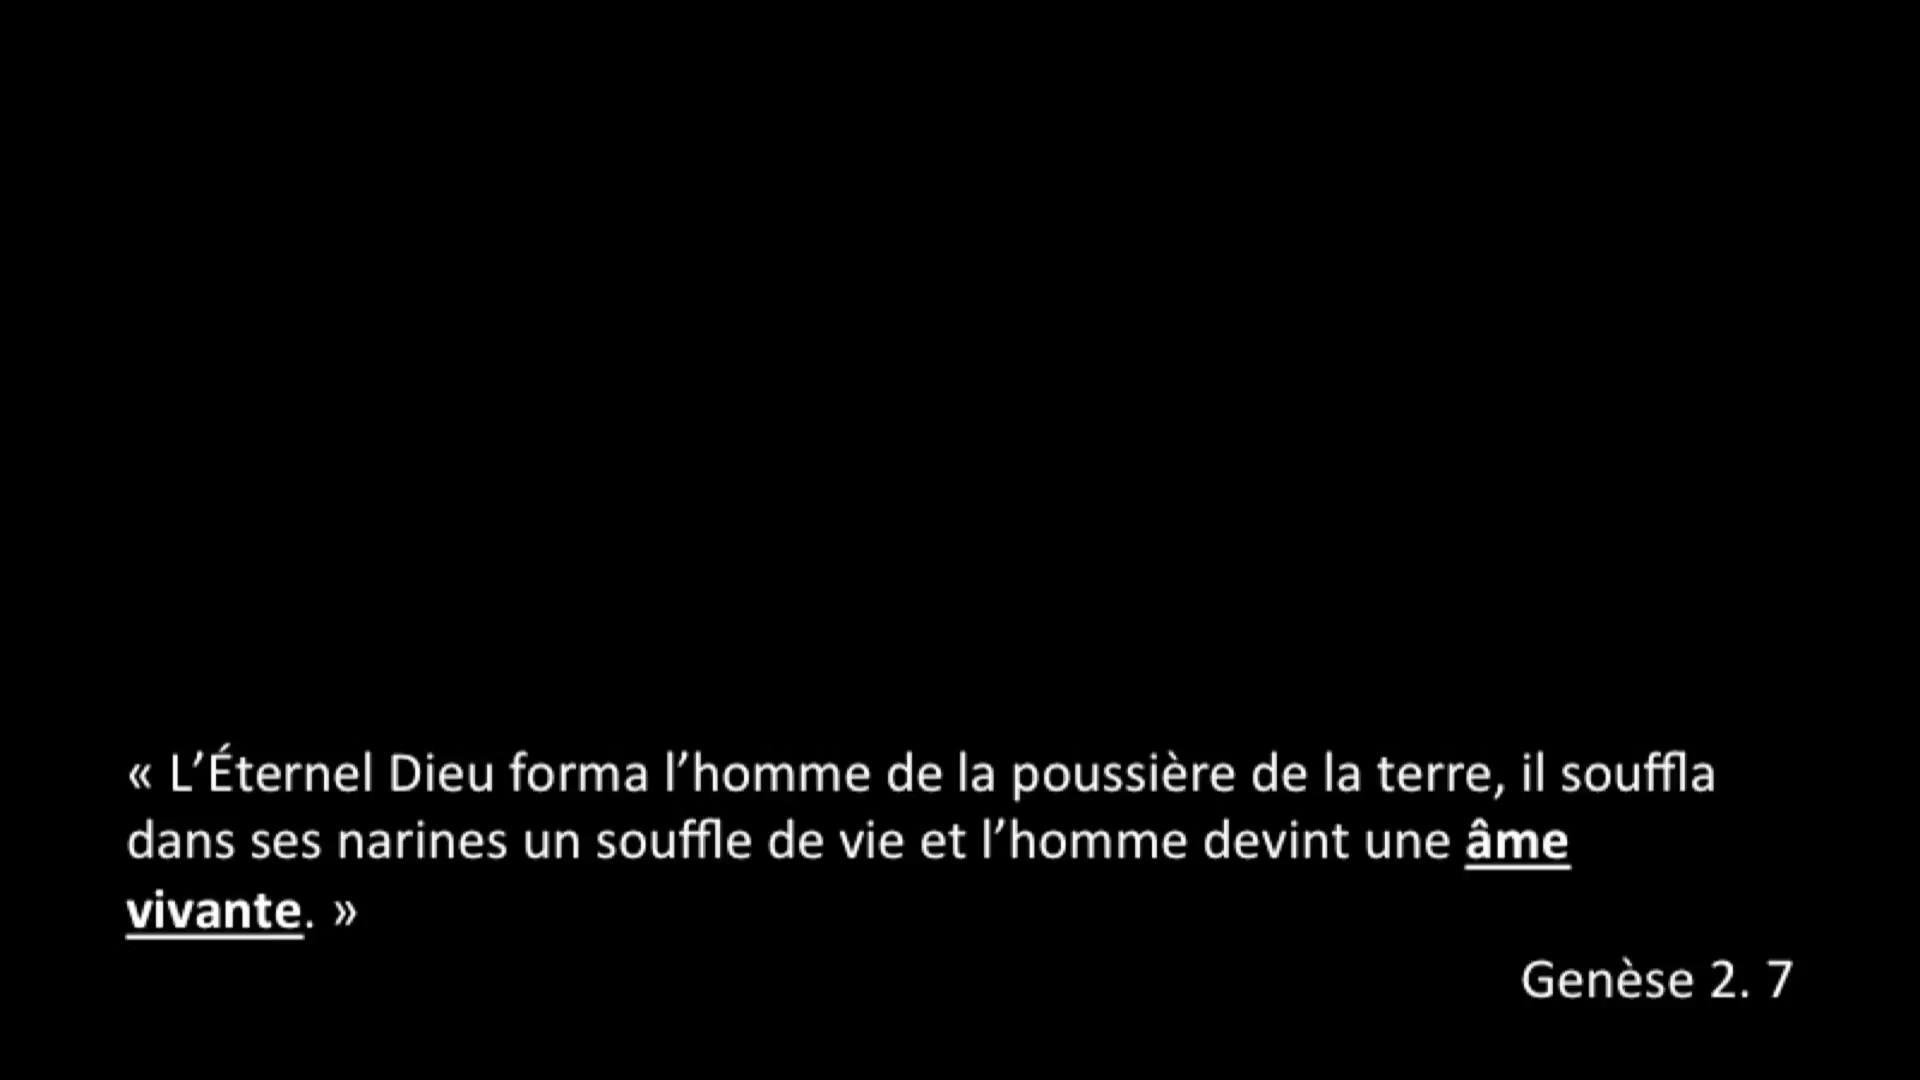 « L’Éternel Dieu forma l’homme de la poussière de la terre, il souffla
dans ses narines un souffle de vie et l’homme devint une âme
vivante. »
Genèse 2. 7